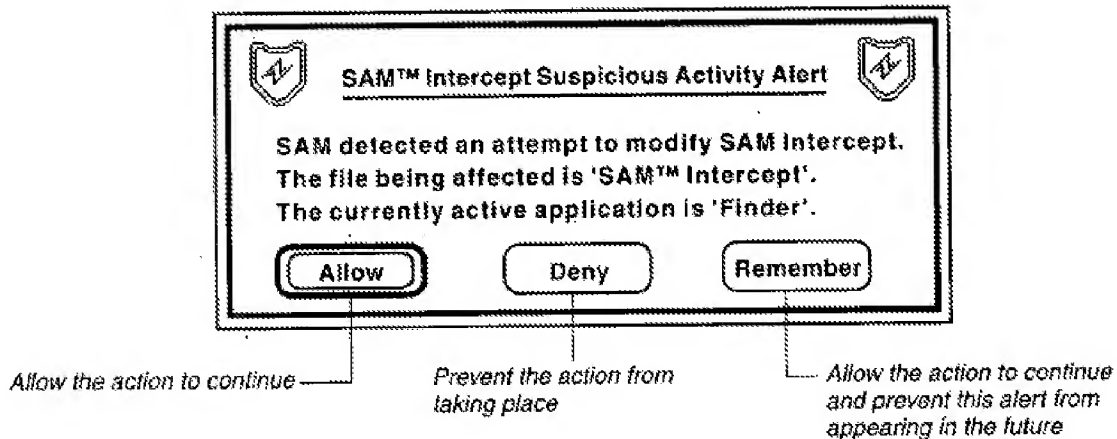 SAM™ Intercept Suspicious Activity Alert
SAM detected an attempt to modify SAM Intercept.
The file being affected is 'SAM™ Intercept'.
The currently active application is 'Finder'.
Allow
Deny
Remember
Allow the action to continue
Prevent the action from
taking place
Allow the action to continue
and prevent this alert from
appearing in the future